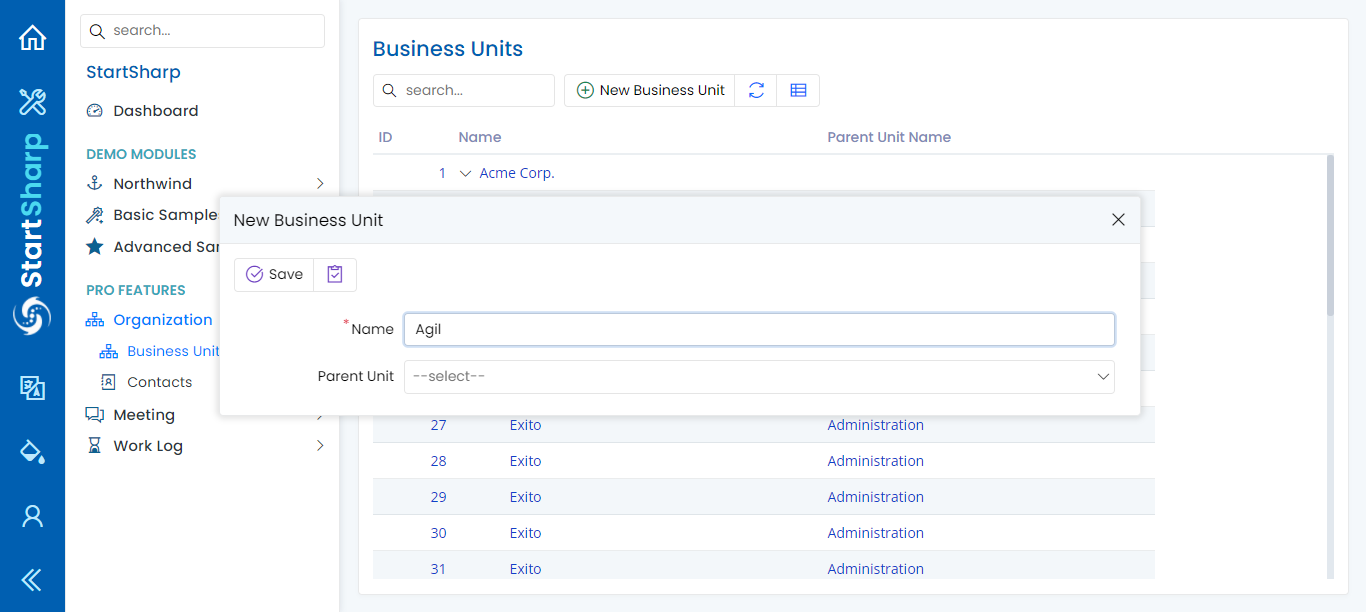 StartSharp
search...
StartSharp
Dashboard
DEMO MODULES
Northwind
Basic Sample
Advanced Sar
PRO FEATURES
Organization
Business Unit
Contacts
Meeting
Work Log
Business Units
search...
New Business Unit
ID Name Parent Unit Name
1 Acme Corp.
New Business Unit
Save
* Name Agil
Parent Unit --select--
27 Exito Administration
28 Exito Administration
29 Exito Administration
30 Exito Administration
31 Exito Administration